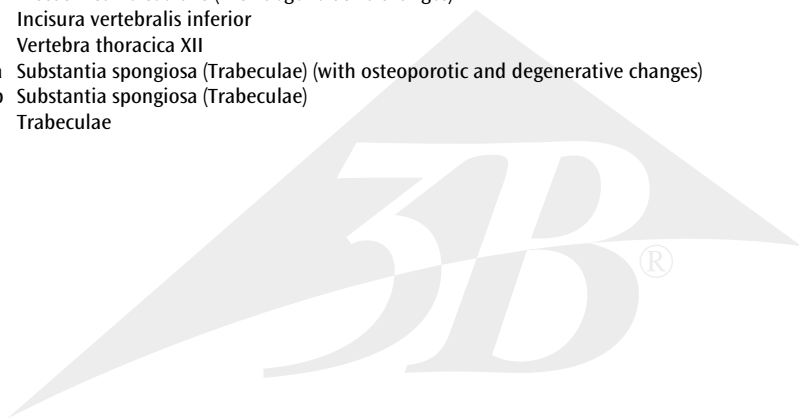 Incisura vertebralis inferior
Vertebra thoracica XII
a Substantia spongiosa (Trabeculae) (with osteoporotic and degenerative changes)
b Substantia spongiosa (Trabeculae)
Trabeculae
3B
®